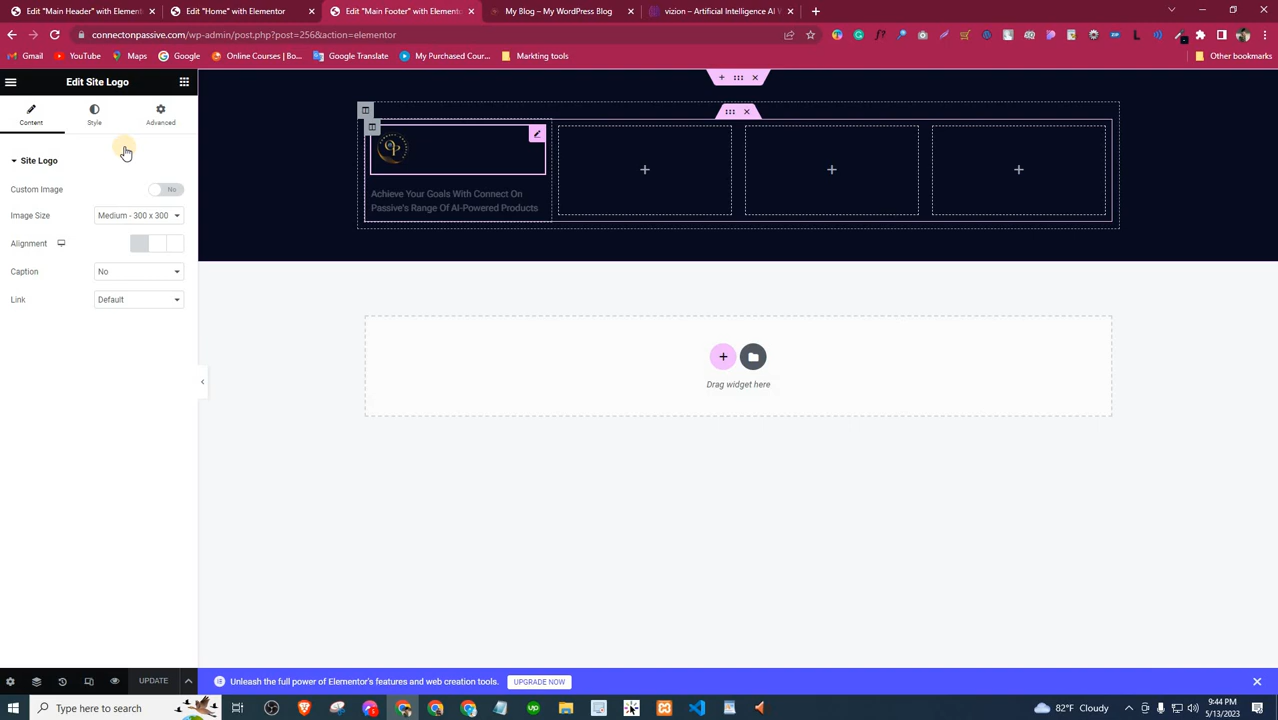 Edit "Main Header" with Elemento
Edit "Home" with Elementor
Edit "Main Footer" with Elemento
My Blog – My WordPress Blog
vizion – Artificial Intelligence AI W
connectonpassive.com/wp-admin/post.php?post=256&action=elementor
Gmail
YouTube
Maps
Google
Online Courses | Bo...
Google Translate
My Purchased Cour...
Markting tools
Other bookmarks
Edit Site Logo
Content
Style
Advanced
Site Logo
Custom Image
No
Image Size
Medium - 300 x 300
Alignment
Caption
No
Link
Default
Achieve Your Goals With Connect On
Passive's Range Of AI-Powered Products
Drag widget here
UPDATE
Unleash the full power of Elementor's features and web creation tools.
UPGRADE NOW
Type here to search
82°F Cloudy
9:44 PM
5/13/2023